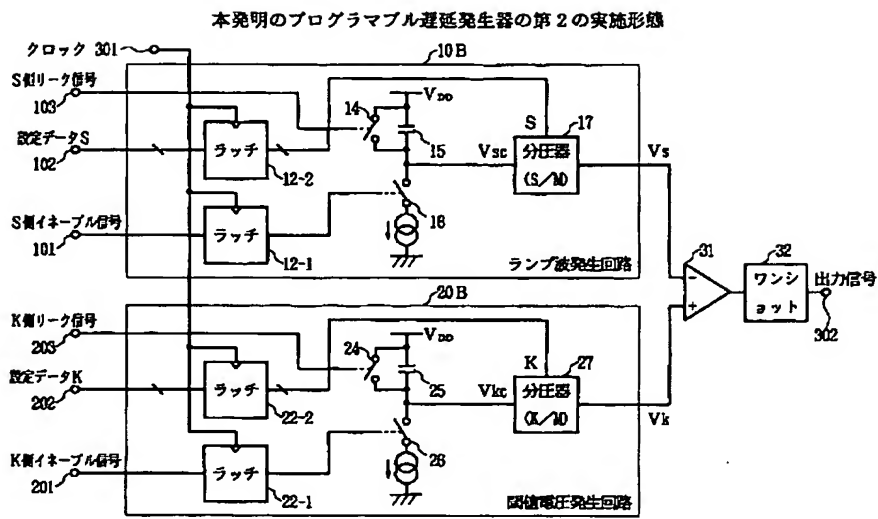 本発明のプログラマブル遅延発生器の第2の実施形態
クロック 301
10B
S側リーク信号
103
設定データS
102
S側イネーブル信号
101
ラッチ
12-2
ラッチ
12-1
14
VDD
15
16
Vsc
S
17
分圧器
(S/M)
Vs
ランプ波発生回路
20B
K側リーク信号
203
設定データK
202
K側イネーブル信号
201
ラッチ
22-2
ラッチ
22-1
24
VDD
25
26
Vkc
K
27
分圧器
(K/M)
Vk
閾値電圧発生回路
31
-
+
32
ワンシ
ョット
出力信号
302